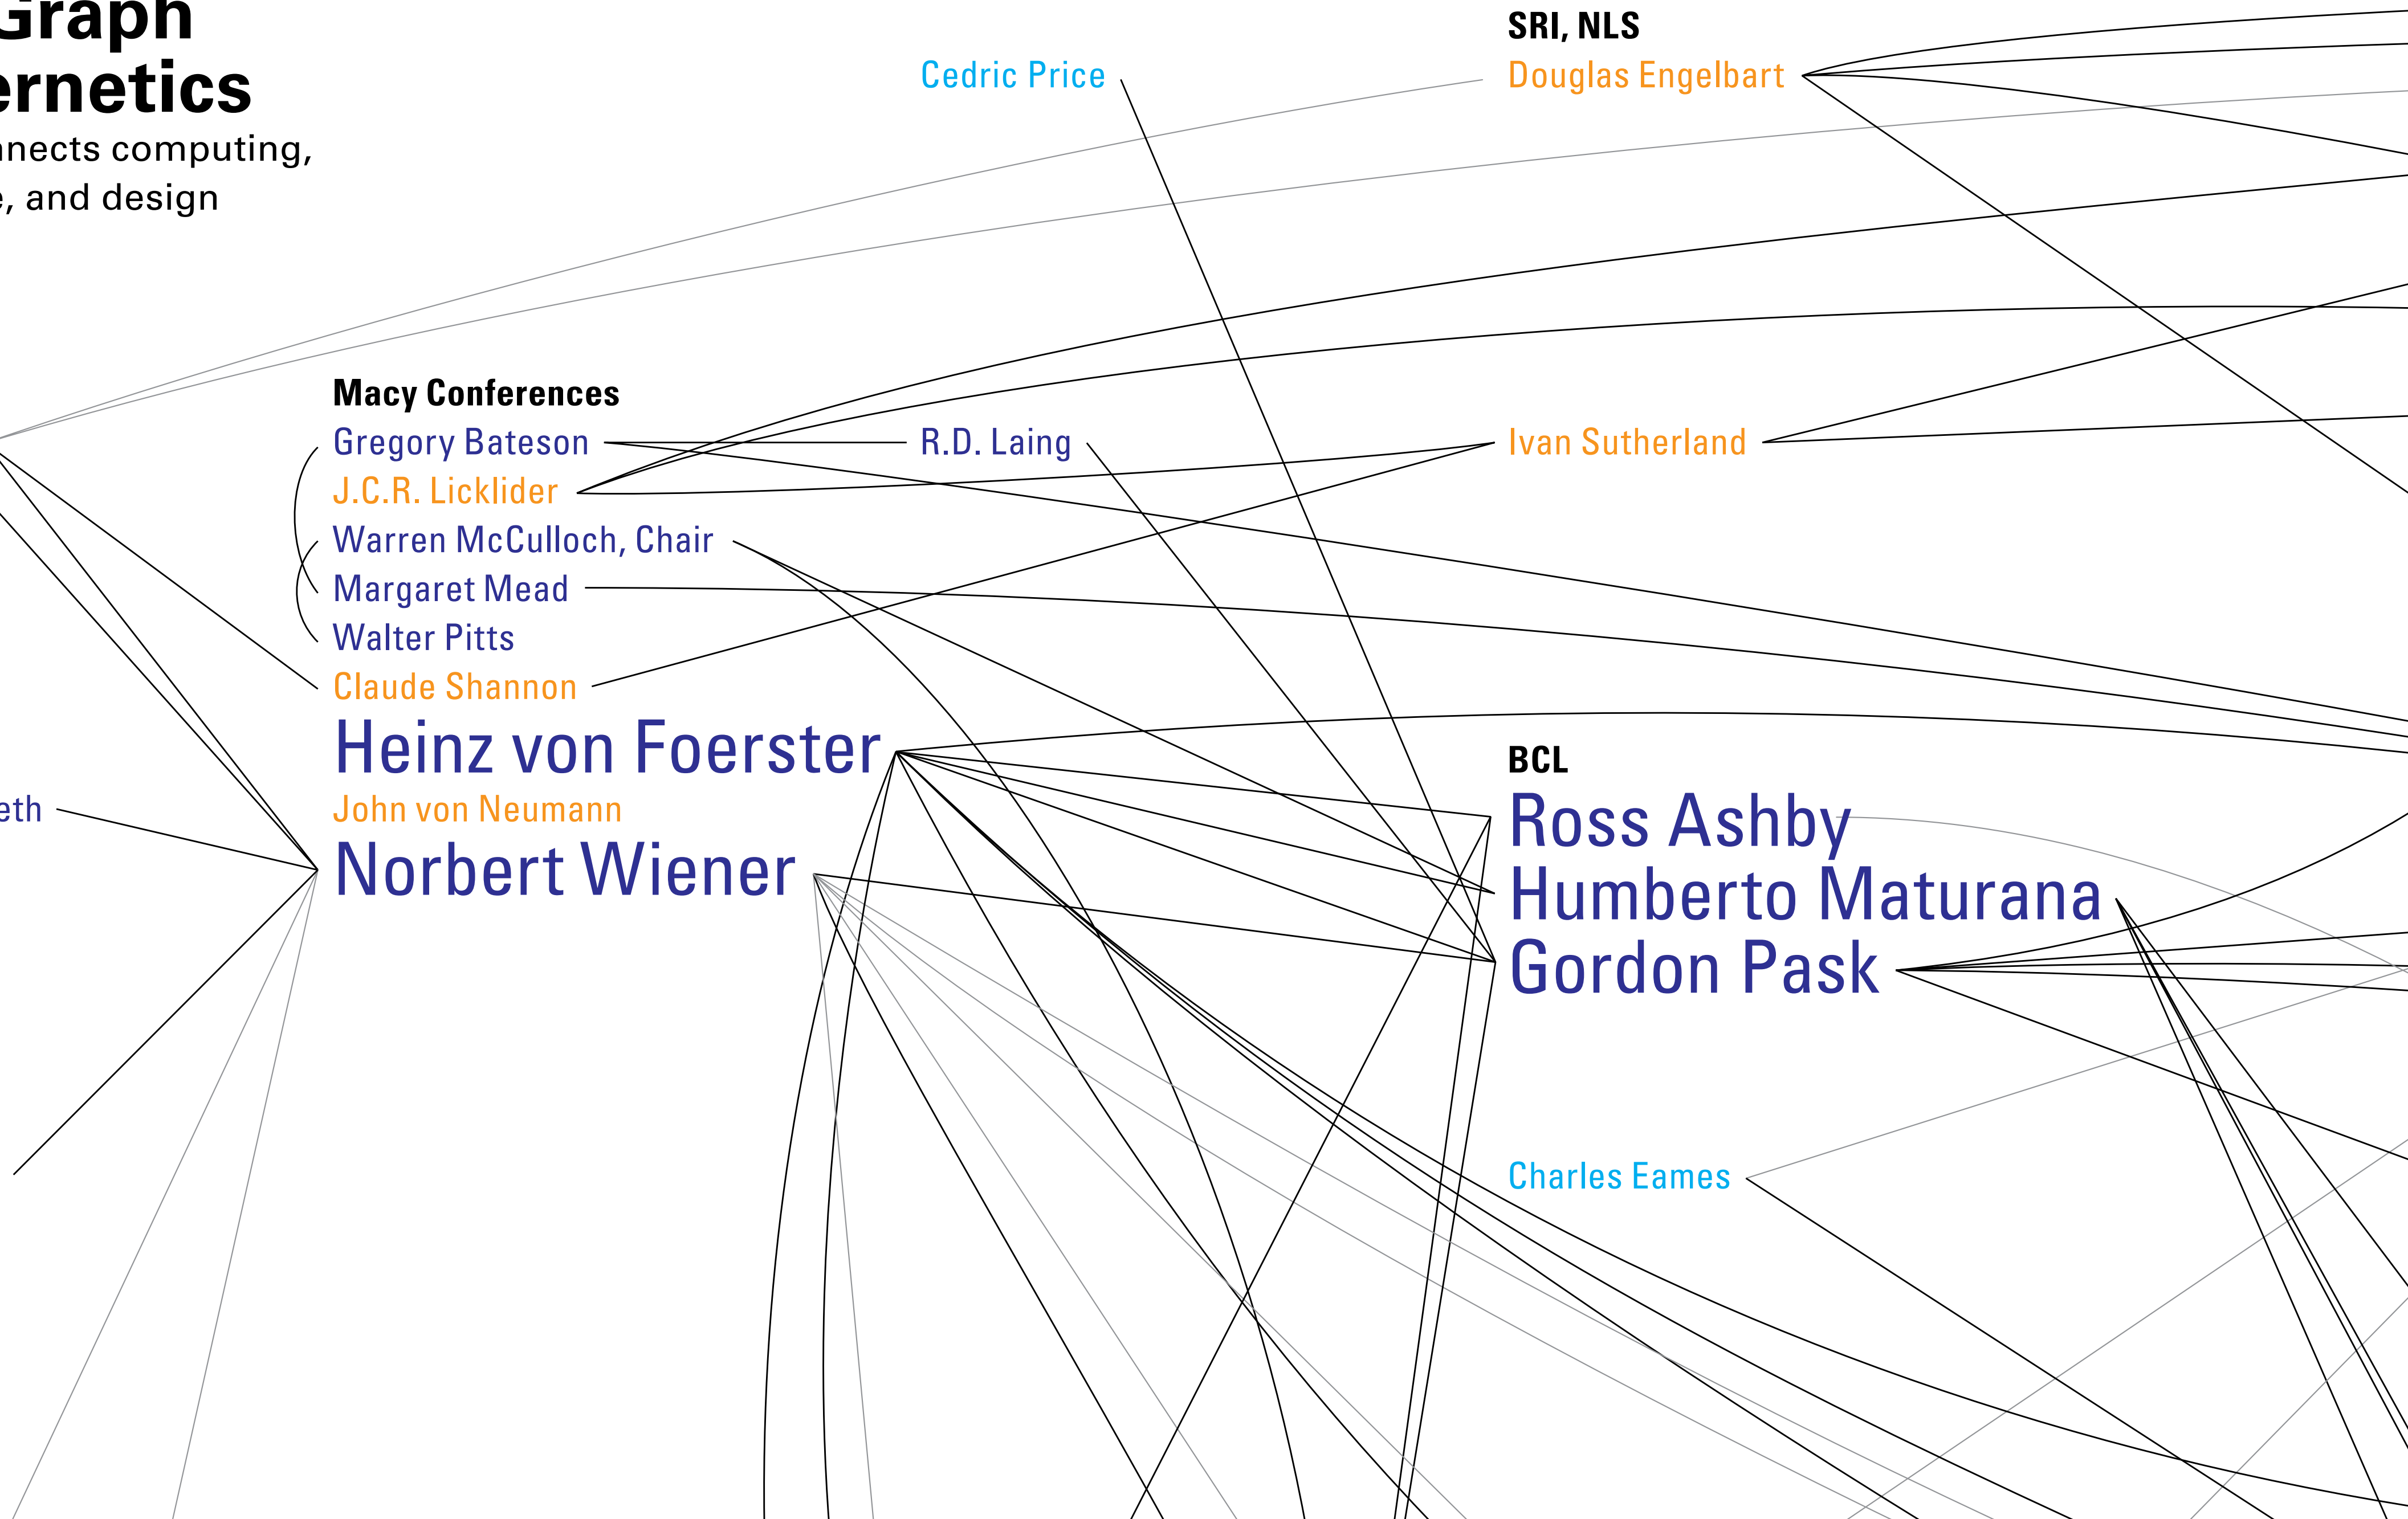 Graph
ernetics
nnects computing,
e, and design
Cedric Price
SRI, NLS
Douglas Engelbart
Macy Conferences
Gregory Bateson
J.C.R. Licklider
Warren McCulloch, Chair
Margaret Mead
Walter Pitts
Claude Shannon
Heinz von Foerster
John von Neumann
Norbert Wiener
eth
R.D. Laing
Ivan Sutherland
BCL
Ross Ashby
Humberto Maturana
Gordon Pask
Charles Eames